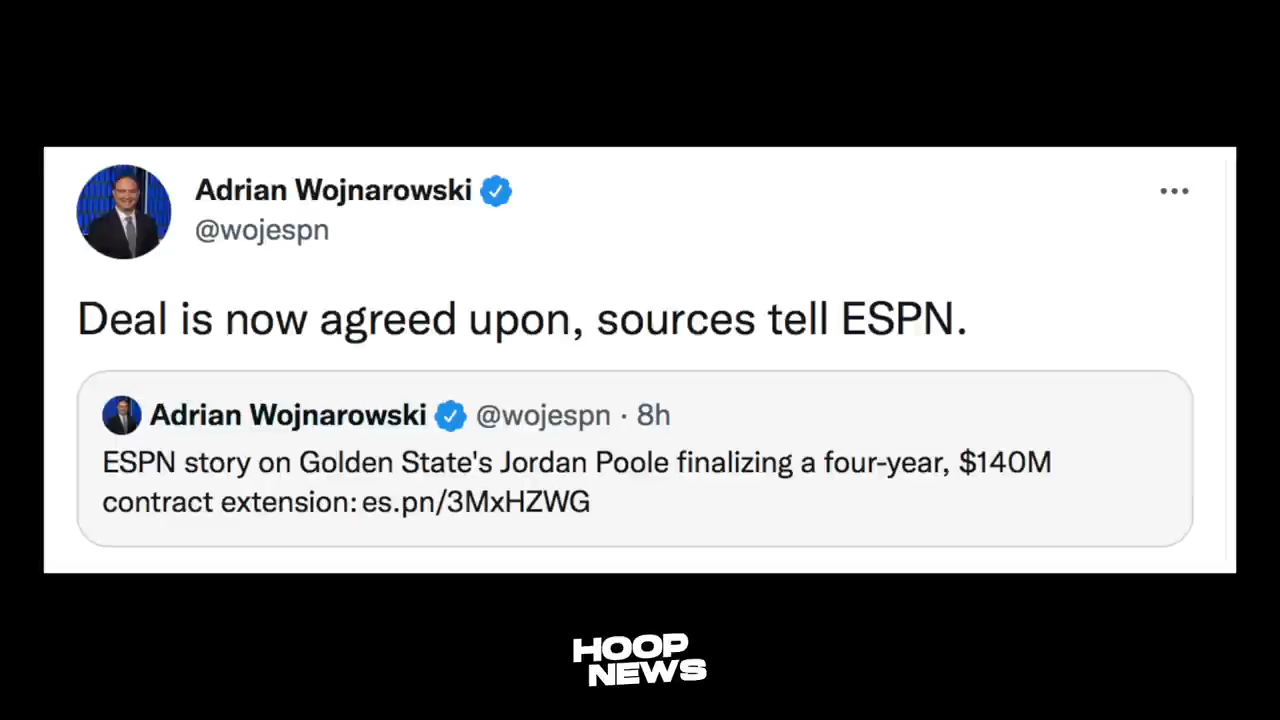 Adrian Wojnarowski
@wojespn
Deal is now agreed upon, sources tell ESPN.
Adrian Wojnarowski @wojespn · 8h
ESPN story on Golden State's Jordan Poole finalizing a four-year, $140M
contract extension: es.pn/3MxHZWG
HOOP
NEWS